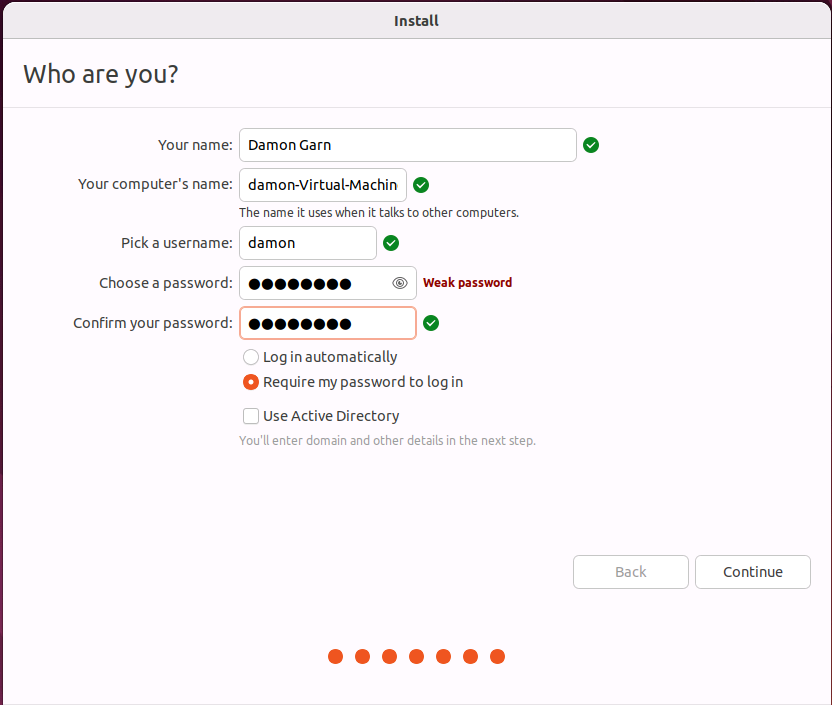 Install
Who are you?
Your name: Damon Garn
Your computer's name: damon-Virtual-Machin
The name it uses when it talks to other computers.
Pick a username: damon
Choose a password: ●●●●●●●● Weak password
Confirm your password: ●●●●●●●●
Log in automatically
Require my password to log in
Use Active Directory
You'll enter domain and other details in the next step.
Back Continue